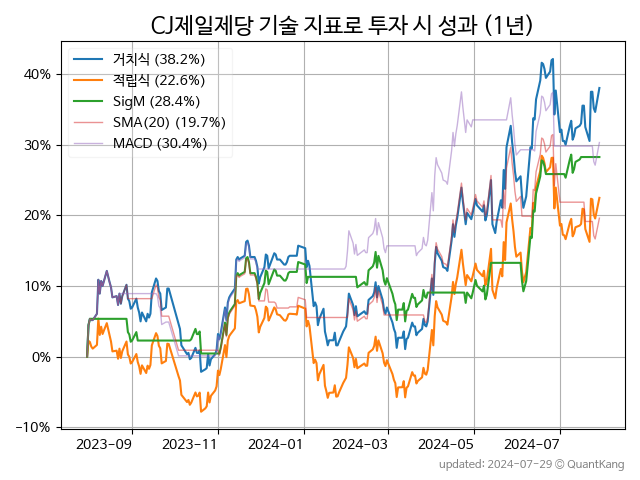 CJ제일제당 기술 지표로 투자 시 성과 (1년)
거치식 (38.2%)
적립식 (22.6%)
SigM (28.4%)
SMA(20) (19.7%)
MACD (30.4%)
40%
30%
20%
10%
0%
−10%
2023-09 2023-11 2024-01 2024-03 2024-05 2024-07
updated: 2024-07-29 © QuantKang